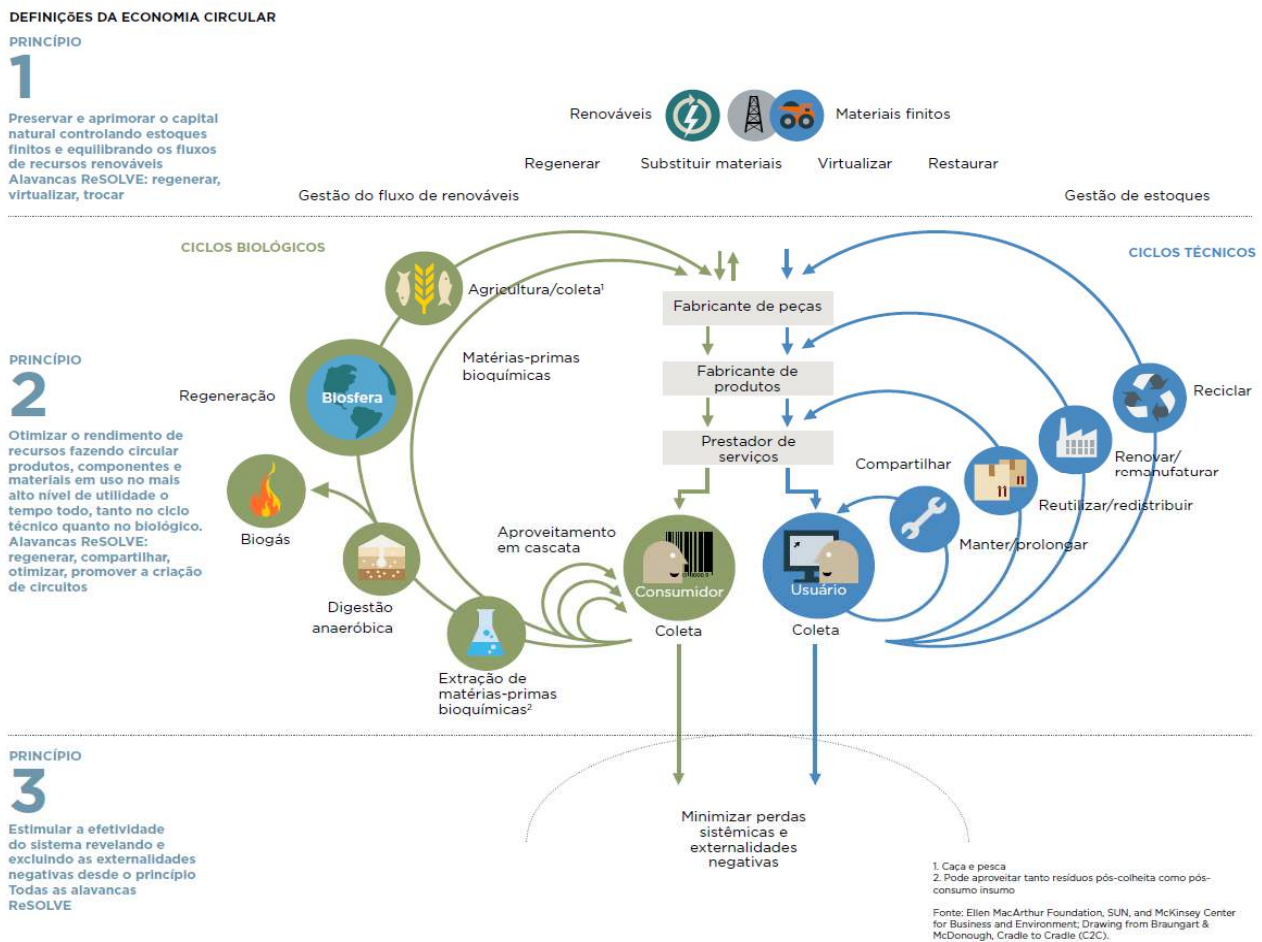 DEFINIÇõES DA ECONOMIA CIRCULAR
PRINCÍPIO
1
Preservar e aprimorar o capital
natural controlando estoques
finitos e equilibrando os fluxos
de recursos renováveis
Alavancas ReSOLVE: regenerar,
virtualizar, trocar
Renováveis
Materiais finitos
Regenerar
Substituir materiais
Virtualizar
Restaurar
Gestão do fluxo de renováveis
Gestão de estoques
CICLOS BIOLÓGICOS
CICLOS TÉCNICOS
PRINCÍPIO
2
Otimizar o rendimento de
recursos fazendo circular
produtos, componentes e
materiais em uso no mais
alto nível de utilidade o
tempo todo, tanto no ciclo
técnico quanto no biológico.
Alavancas ReSOLVE:
regenerar, compartilhar,
otimizar, promover a criação
de circuitos
Agricultura/coleta¹
Matérias-primas
bioquímicas
Regeneração
Biosfera
Biogás
Digestão
anaeróbica
Extração de
matérias-primas
bioquímicas²
Aproveitamento
em cascata
Fabricante de peças
Fabricante de
produtos
Prestador de
serviços
Consumidor
Coleta
Usuário
Coleta
Compartilhar
Manter/prolongar
Reutilizar/redistribuir
Renovar/
remanufaturar
Reciclar
PRINCÍPIO
3
Estimular a efetividade
do sistema revelando e
excluindo as externalidades
negativas desde o princípio
Todas as alavancas
ReSOLVE
Minimizar perdas
sistêmicas e
externalidades
negativas
1. Caça e pesca
2. Pode aproveitar tanto resíduos pós-colheita como pós-
consumo insumo
Fonte: Ellen MacArthur Foundation, SUN, and McKinsey Center
for Business and Environment; Drawing from Braungart &
McDonough, Cradle to Cradle (C2C).